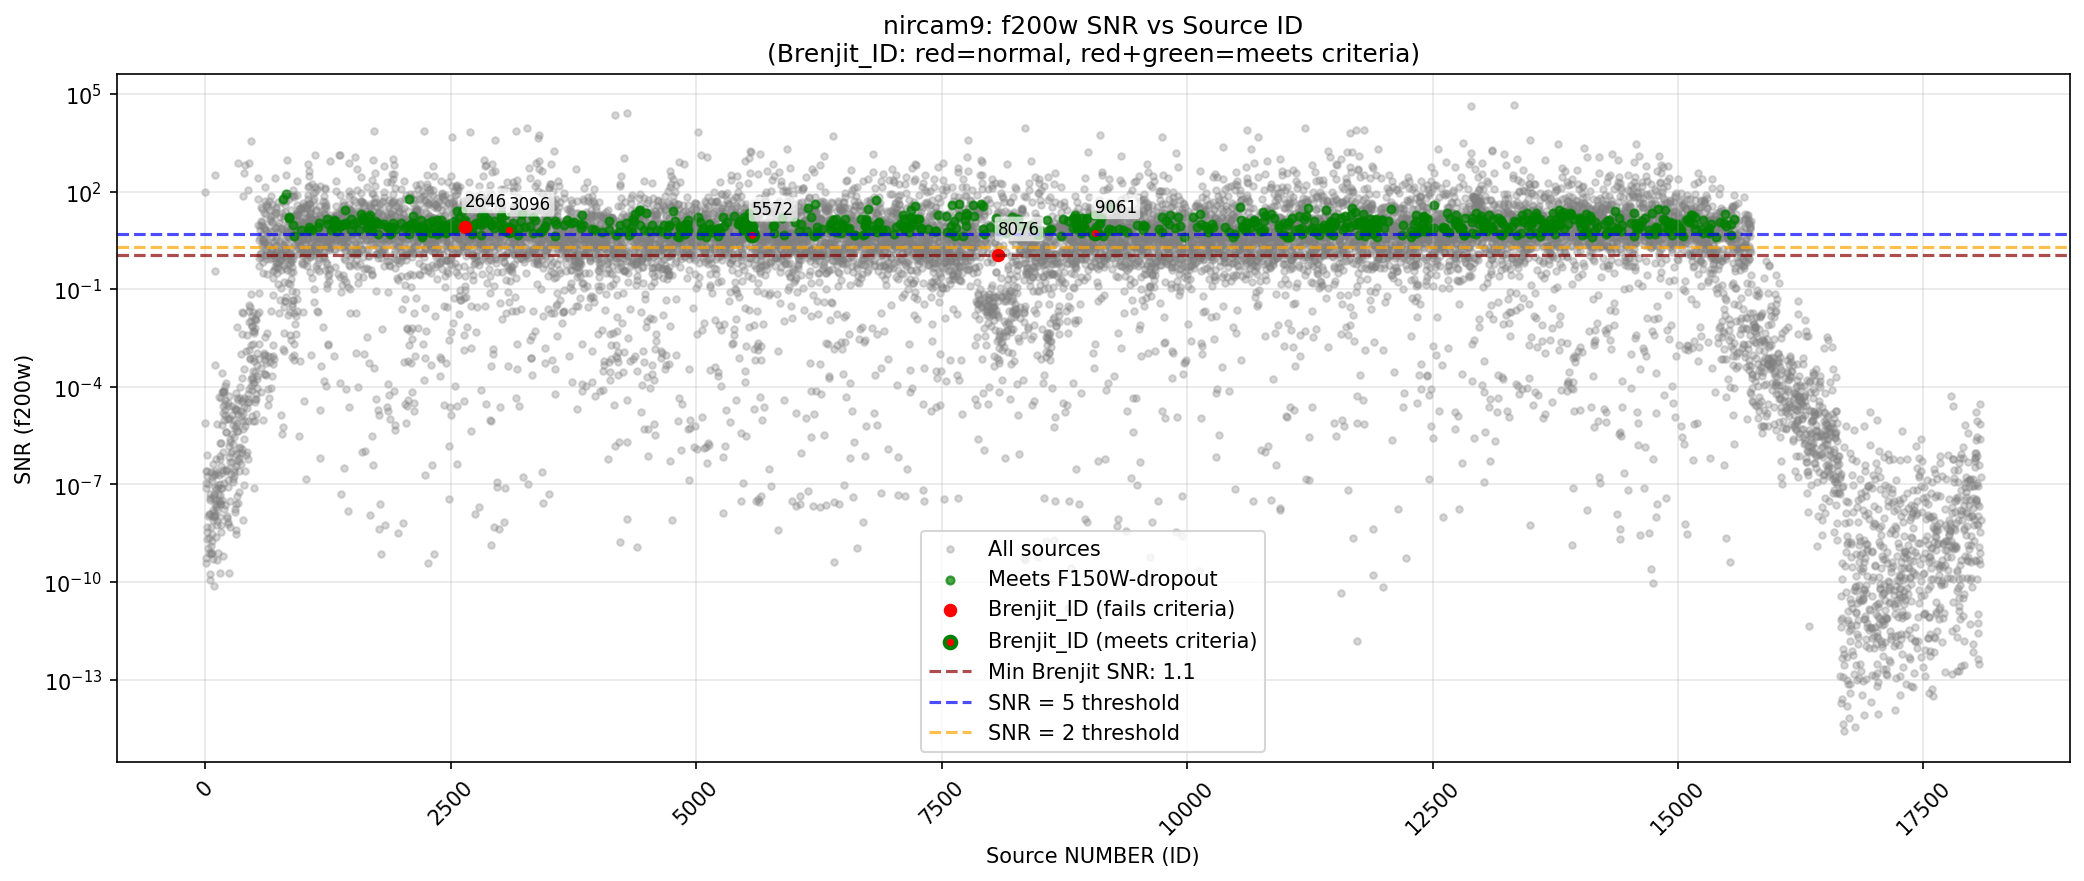 nircam9: f200w SNR vs Source ID
(Brenjit_ID: red=normal, red+green=meets criteria)
SNR (f200w)
10^5
10^2
10^-1
10^-4
10^-7
10^-10
10^-13
2646
3096
5572
8076
9061
All sources
Meets F150W-dropout
Brenjit_ID (fails criteria)
Brenjit_ID (meets criteria)
Min Brenjit SNR: 1.1
SNR = 5 threshold
SNR = 2 threshold
0
2500
5000
7500
10000
12500
15000
17500
Source NUMBER (ID)